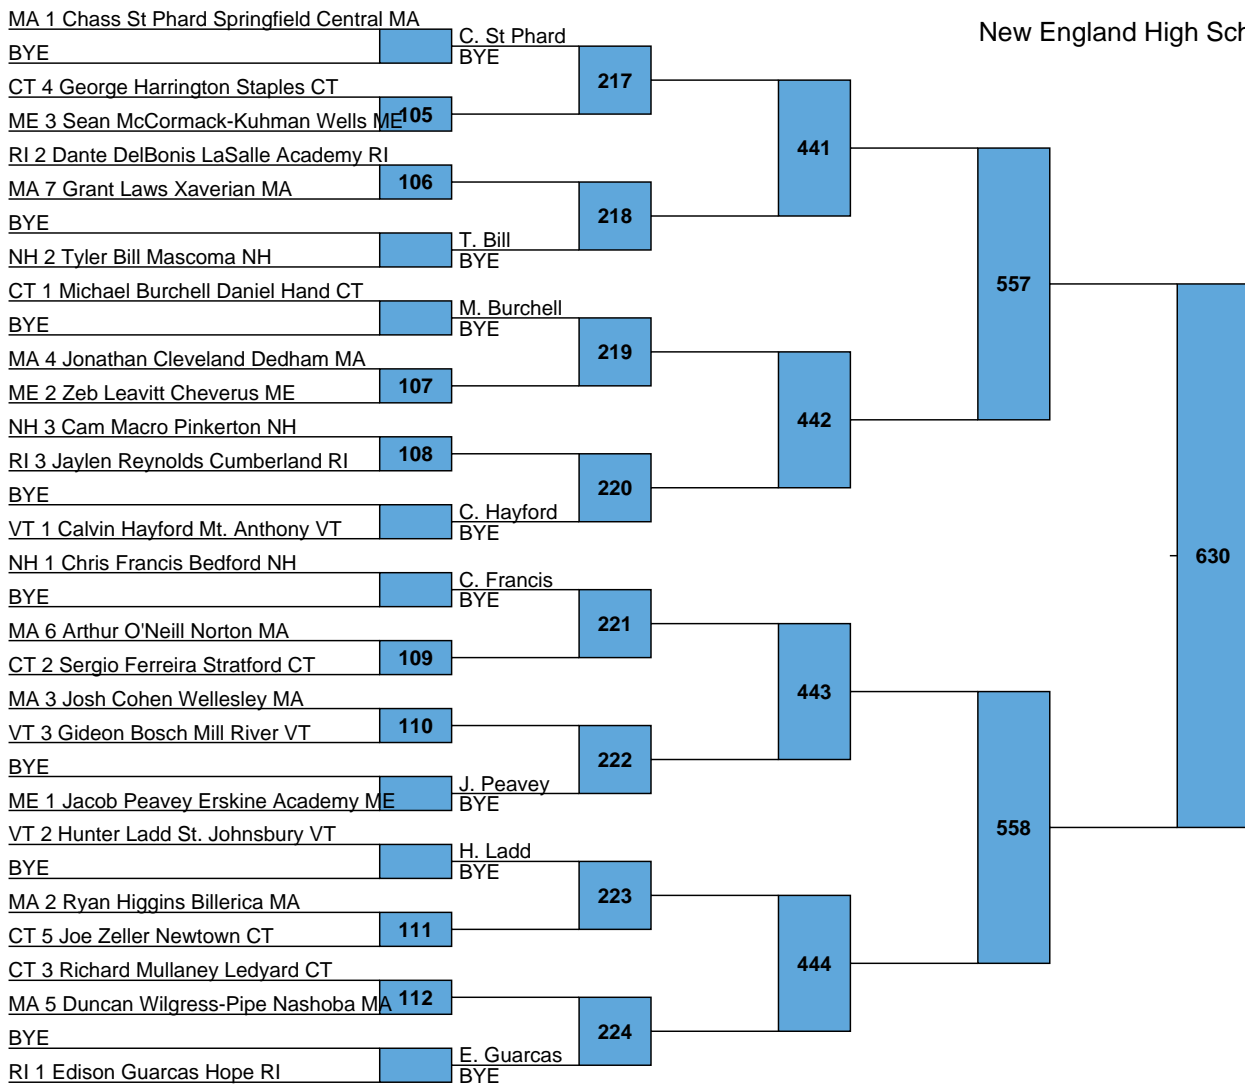 MA 1 Chass St Phard Springfield Central MA
New England High Sch
C. St Phard
BYE
BYE
217
CT 4 George Harrington Staples CT
105
ME 3 Sean McCormack-Kuhman Wells ME
441
RI 2 Dante DelBonis LaSalle Academy RI
106
MA 7 Grant Laws Xaverian MA
218
BYE
T. Bill
BYE
NH 2 Tyler Bill Mascoma NH
557
CT 1 Michael Burchell Daniel Hand CT
M. Burchell
BYE
BYE
219
MA 4 Jonathan Cleveland Dedham MA
107
ME 2 Zeb Leavitt Cheverus ME
442
NH 3 Cam Macro Pinkerton NH
108
RI 3 Jaylen Reynolds Cumberland RI
220
BYE
C. Hayford
BYE
VT 1 Calvin Hayford Mt. Anthony VT
630
NH 1 Chris Francis Bedford NH
C. Francis
BYE
BYE
221
MA 6 Arthur O'Neill Norton MA
109
CT 2 Sergio Ferreira Stratford CT
443
MA 3 Josh Cohen Wellesley MA
110
VT 3 Gideon Bosch Mill River VT
222
BYE
J. Peavey
BYE
ME 1 Jacob Peavey Erskine Academy ME
558
VT 2 Hunter Ladd St. Johnsbury VT
H. Ladd
BYE
BYE
223
MA 2 Ryan Higgins Billerica MA
111
CT 5 Joe Zeller Newtown CT
444
CT 3 Richard Mullaney Ledyard CT
112
MA 5 Duncan Wilgress-Pipe Nashoba MA
224
BYE
E. Guarcas
BYE
RI 1 Edison Guarcas Hope RI